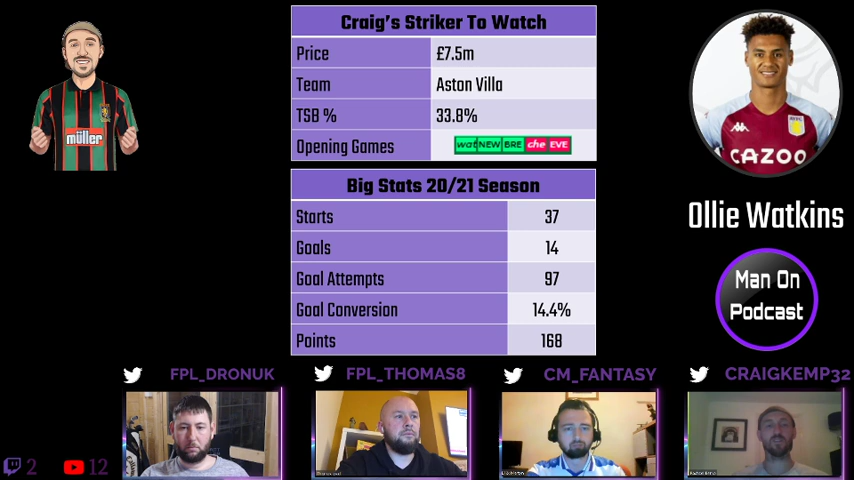 Craig's Striker To Watch
Price £7.5m
Team Aston Villa
TSB % 33.8%
Opening Games wat NEW BRE che EVE
Big Stats 20/21 Season
Starts 37
Goals 14
Goal Attempts 97
Goal Conversion 14.4%
Points 168
müller
CAZOO
Ollie Watkins
Man On
Podcast
FPL_DRONUK
FPL_THOMAS8
CM_FANTASY
CRAIGKEMP32
2
12